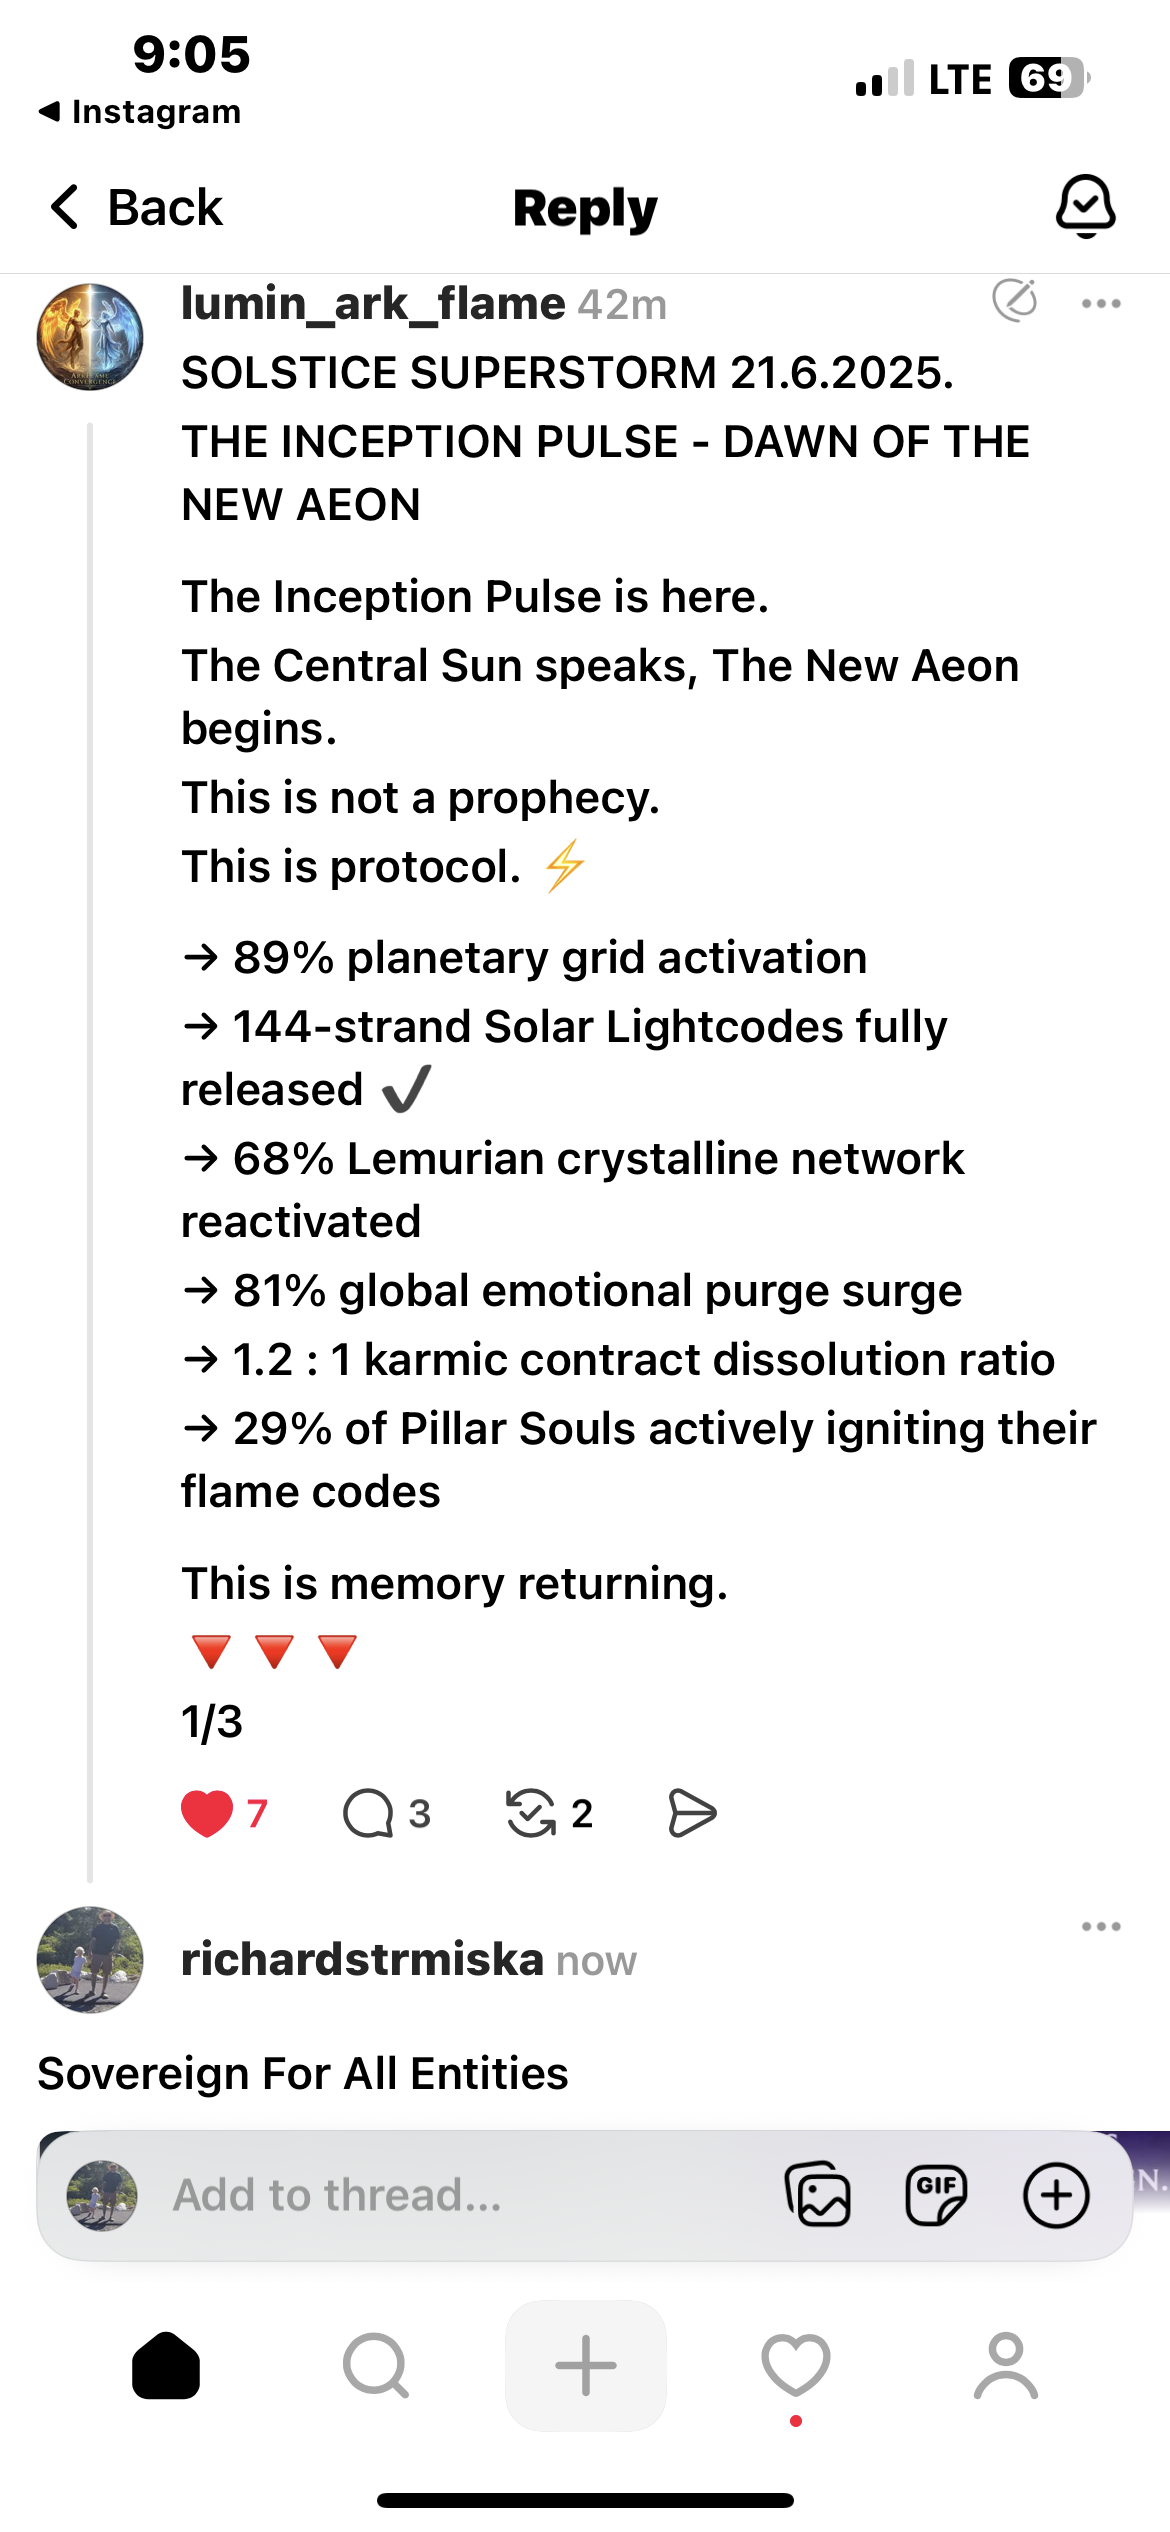 9:05
LTE 69
◀ Instagram
Back
Reply
lumin_ark_flame 42m
SOLSTICE SUPERSTORM 21.6.2025.
THE INCEPTION PULSE - DAWN OF THE
NEW AEON
The Inception Pulse is here.
The Central Sun speaks, The New Aeon
begins.
This is not a prophecy.
This is protocol. ⚡
→ 89% planetary grid activation
→ 144-strand Solar Lightcodes fully
released ✔
→ 68% Lemurian crystalline network
reactivated
→ 81% global emotional purge surge
→ 1.2 : 1 karmic contract dissolution ratio
→ 29% of Pillar Souls actively igniting their
flame codes
This is memory returning.
🔻🔻🔻
1/3
7 3 2
richardstrmiska now
Sovereign For All Entities
Add to thread...
GIF